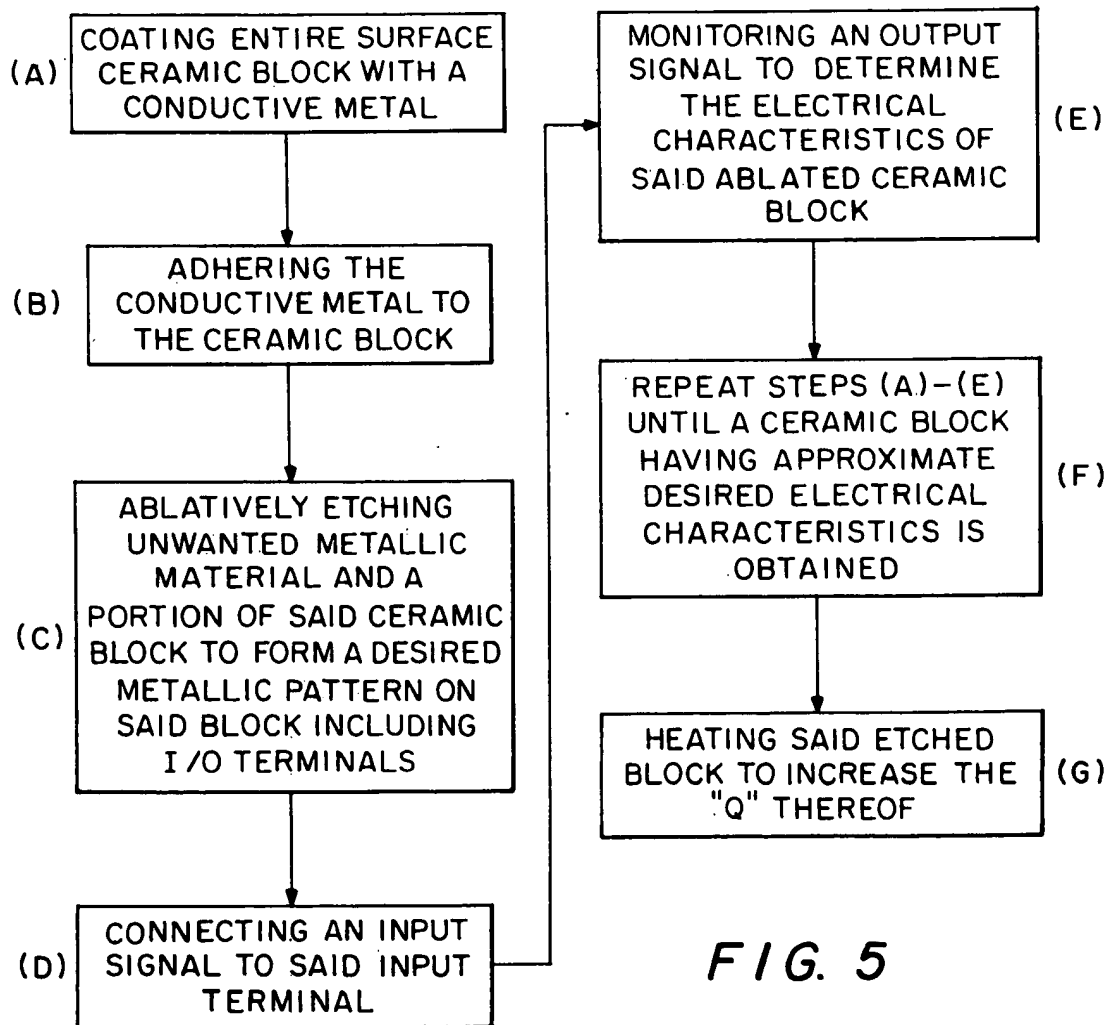 (A)
COATING ENTIRE SURFACE
CERAMIC BLOCK WITH A
CONDUCTIVE METAL
(B)
ADHERING THE
CONDUCTIVE METAL TO
THE CERAMIC BLOCK
(C)
ABLATIVELY ETCHING
UNWANTED METALLIC
MATERIAL AND A
PORTION OF SAID CERAMIC
BLOCK TO FORM A DESIRED
METALLIC PATTERN ON
SAID BLOCK INCLUDING
I/O TERMINALS
(D)
CONNECTING AN INPUT
SIGNAL TO SAID INPUT
TERMINAL
MONITORING AN OUTPUT
SIGNAL TO DETERMINE
THE ELECTRICAL
CHARACTERISTICS OF
SAID ABLATED CERAMIC
BLOCK
(E)
REPEAT STEPS (A)-(E)
UNTIL A CERAMIC BLOCK
HAVING APPROXIMATE
DESIRED ELECTRICAL
CHARACTERISTICS IS
OBTAINED
(F)
HEATING SAID ETCHED
BLOCK TO INCREASE THE
"Q" THEREOF
(G)
FIG. 5